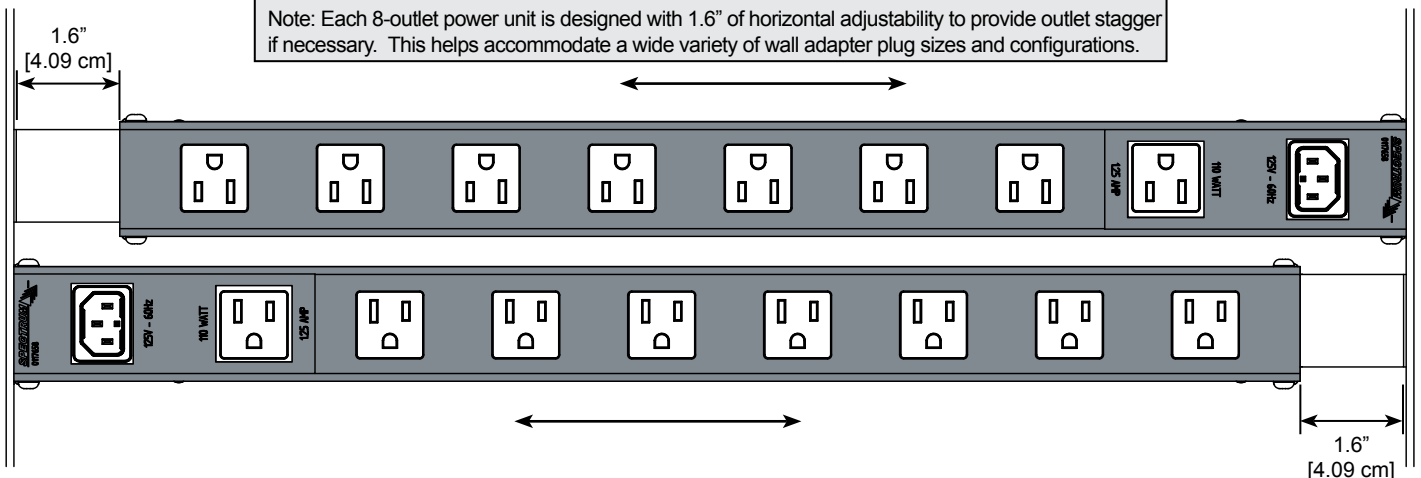 Note: Each 8-outlet power unit is designed with 1.6” of horizontal adjustability to provide outlet stagger
if necessary. This helps accommodate a wide variety of wall adapter plug sizes and configurations.
1.6”
[4.09 cm]
125 AMP
110 WATT
125V - 60Hz
SPECTRUM
SPECTRUM
125V - 60Hz
110 WATT
125 AMP
1.6”
[4.09 cm]